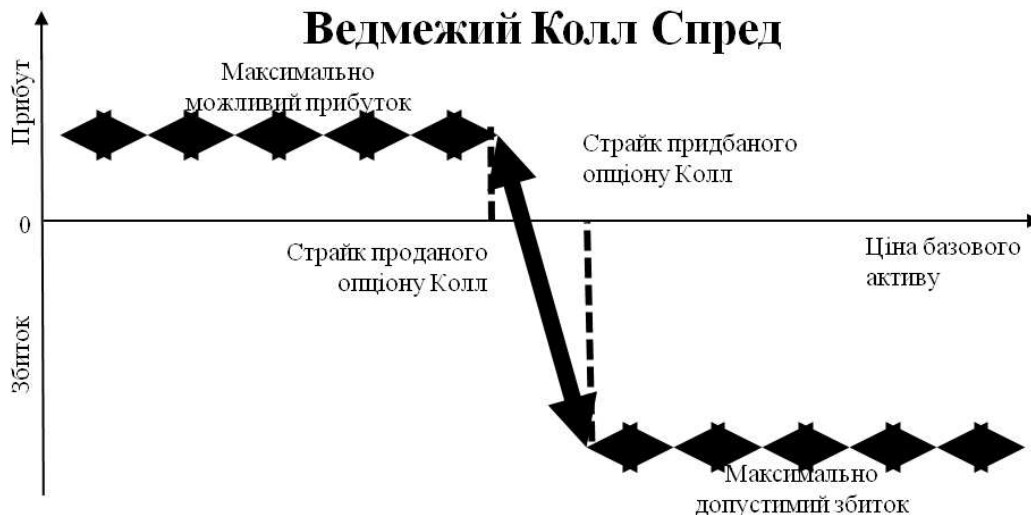 Ведмежий Колл Спред
Прибут
Максимально
можливий прибуток
Страйк придбаного
опціону Колл
0
Страйк проданого
опціону Колл
Ціна базового
активу
Збиток
Максимально
допустимий збиток